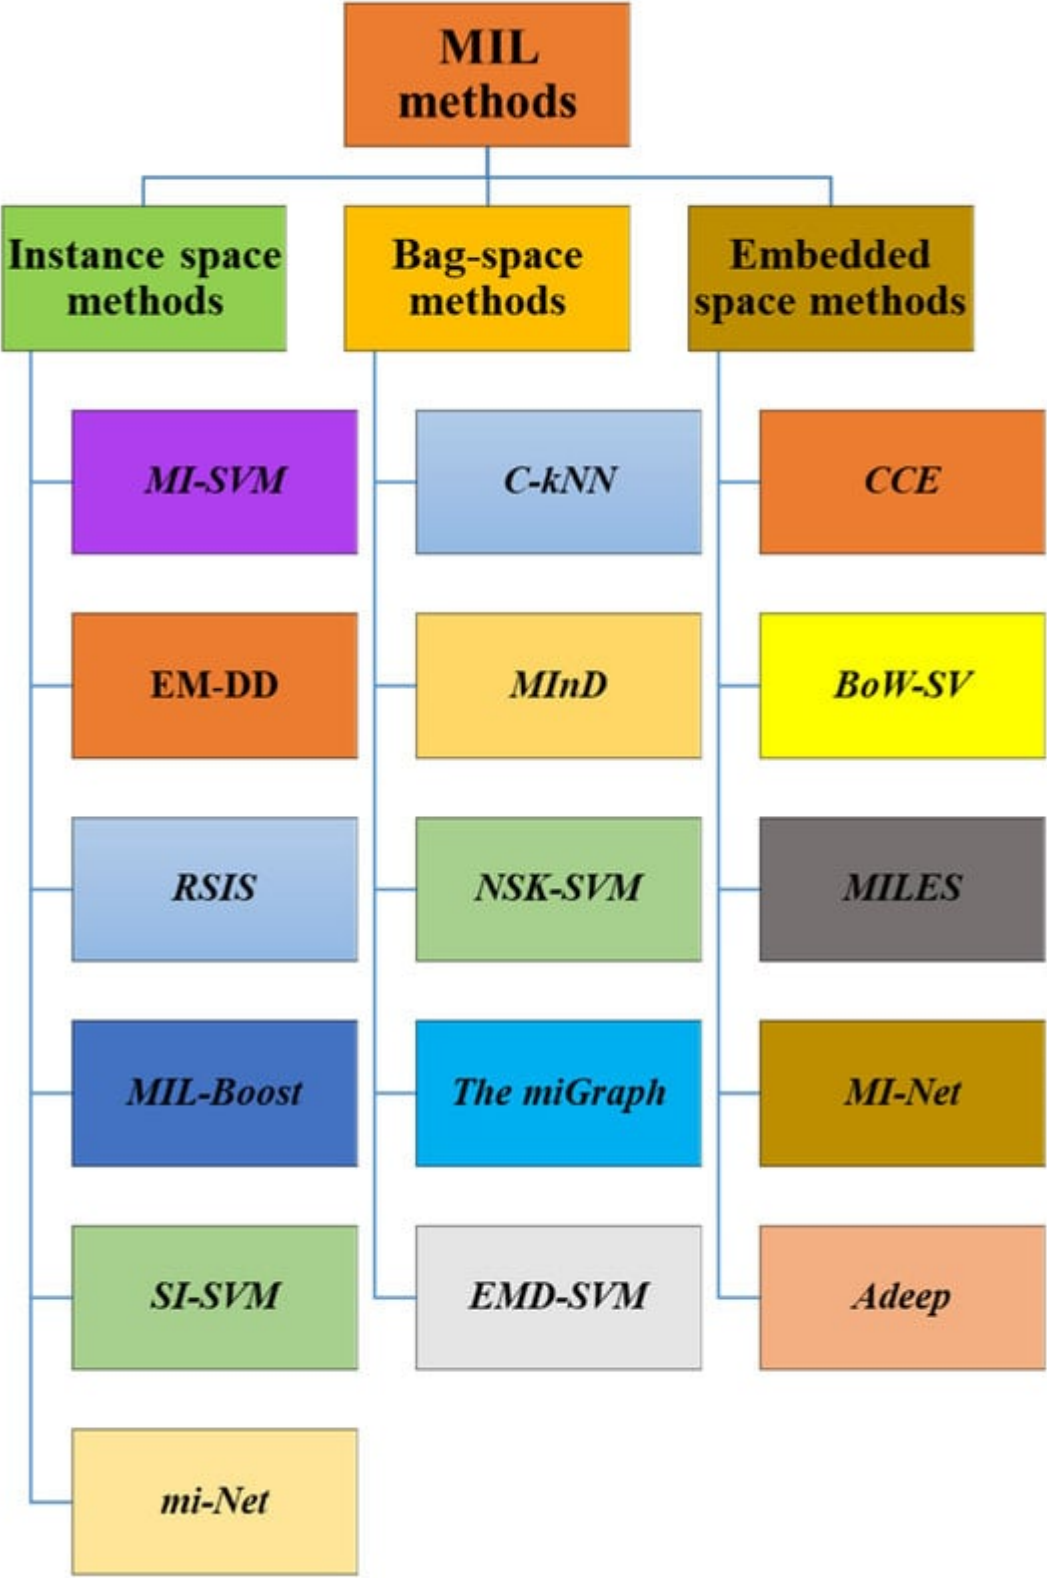 MIL
methods
Instance space
methods
Bag-space
methods
Embedded
space methods
MI-SVM
EM-DD
RSIS
MIL-Boost
SI-SVM
mi-Net
C-kNN
MInD
NSK-SVM
The miGraph
EMD-SVM
CCE
BoW-SV
MILES
MI-Net
Adeep